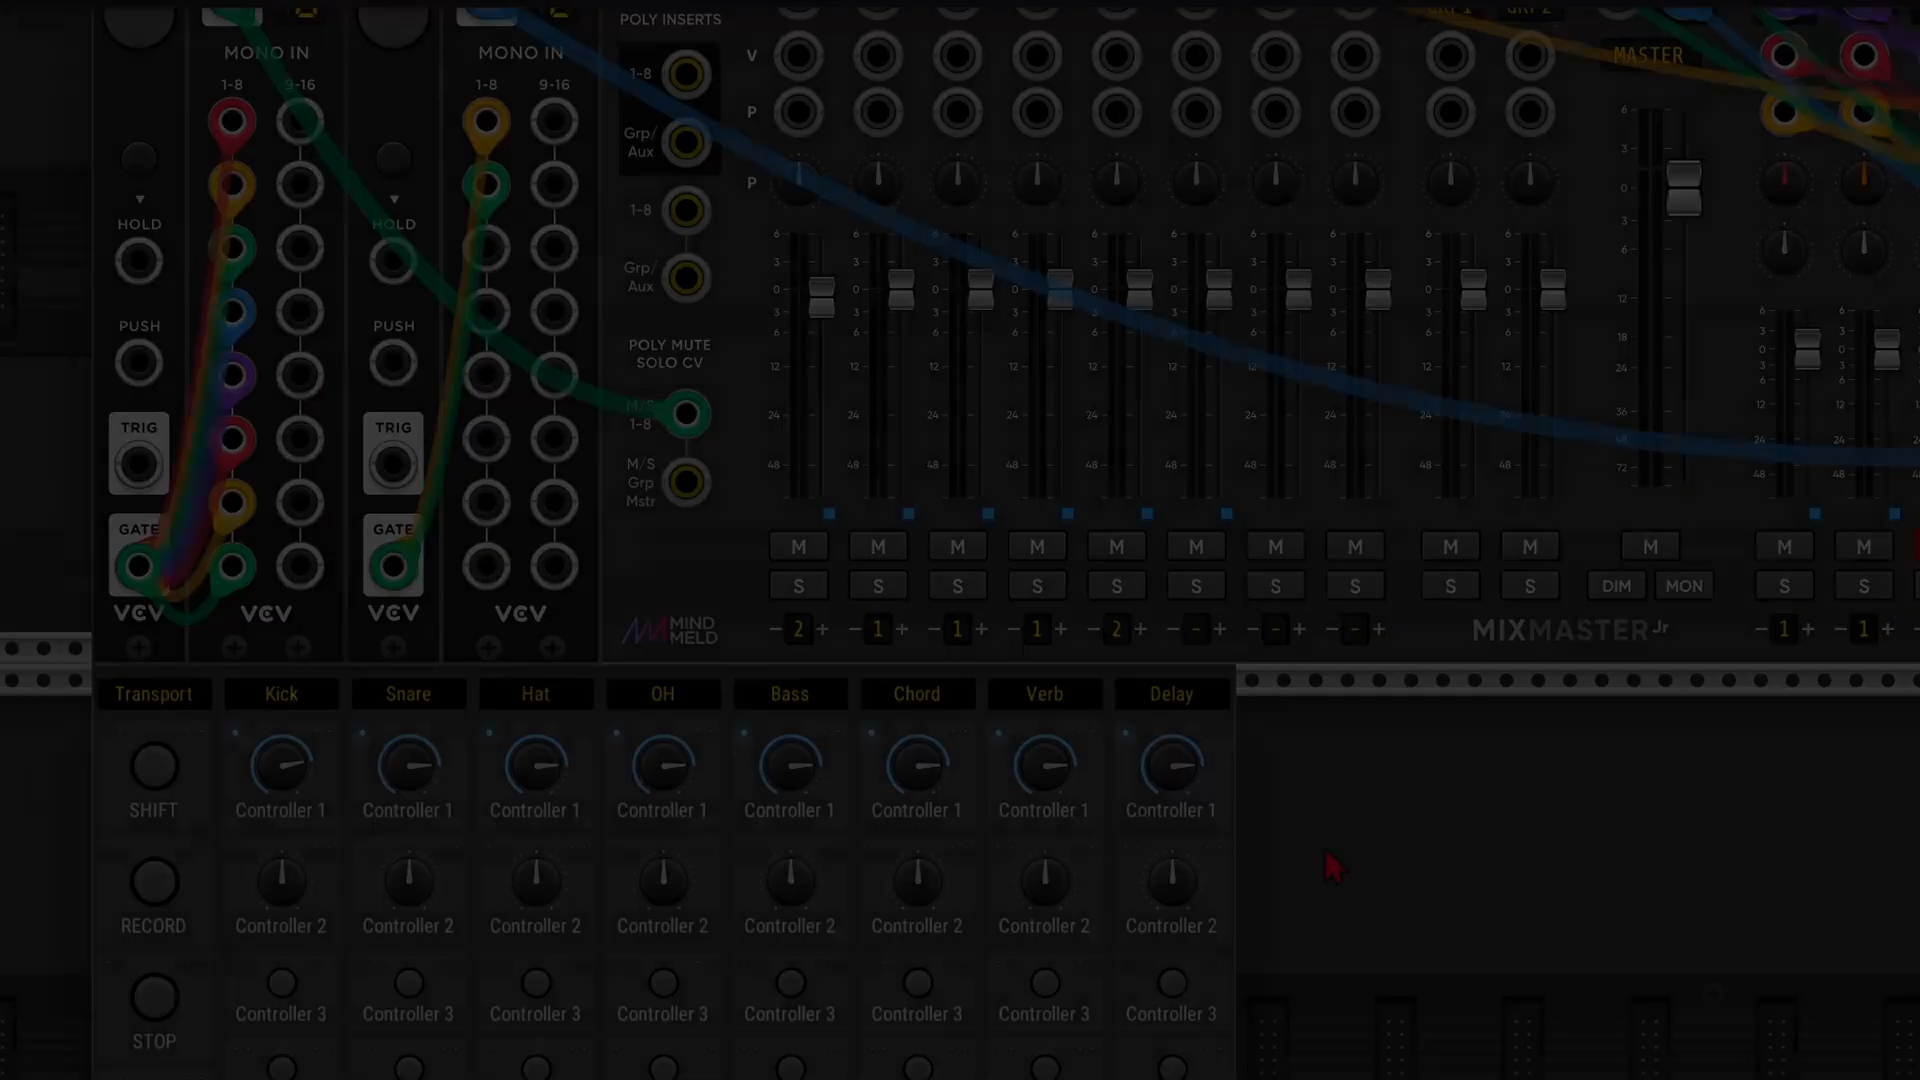 POLY INSERTS
MONO IN
1-8 9-16
HOLD
PUSH
TRIG
GATE
VCV
VCV
MONO IN
1-8 9-16
HOLD
PUSH
TRIG
GATE
VCV
VCV
1-8
Grp/
Aux
1-8
Grp/
Aux
POLY MUTE
SOLO CV
M/S
1-8
M/S
Grp
Mstr
MIND
MELD
V
P
P
MASTER
M M M M M M M M M M M M M
S S S S S S S S S S DIM MON S S
- 2 + - 1 + - 1 + - 1 + - 2 + - - + - - + - - + MIXMASTER Jr - 1 + - 1 +
Transport Kick Snare Hat OH Bass Chord Verb Delay
SHIFT Controller 1 Controller 1 Controller 1 Controller 1 Controller 1 Controller 1 Controller 1 Controller 1
RECORD Controller 2 Controller 2 Controller 2 Controller 2 Controller 2 Controller 2 Controller 2 Controller 2
Controller 3 Controller 3 Controller 3 Controller 3 Controller 3 Controller 3 Controller 3 Controller 3
STOP